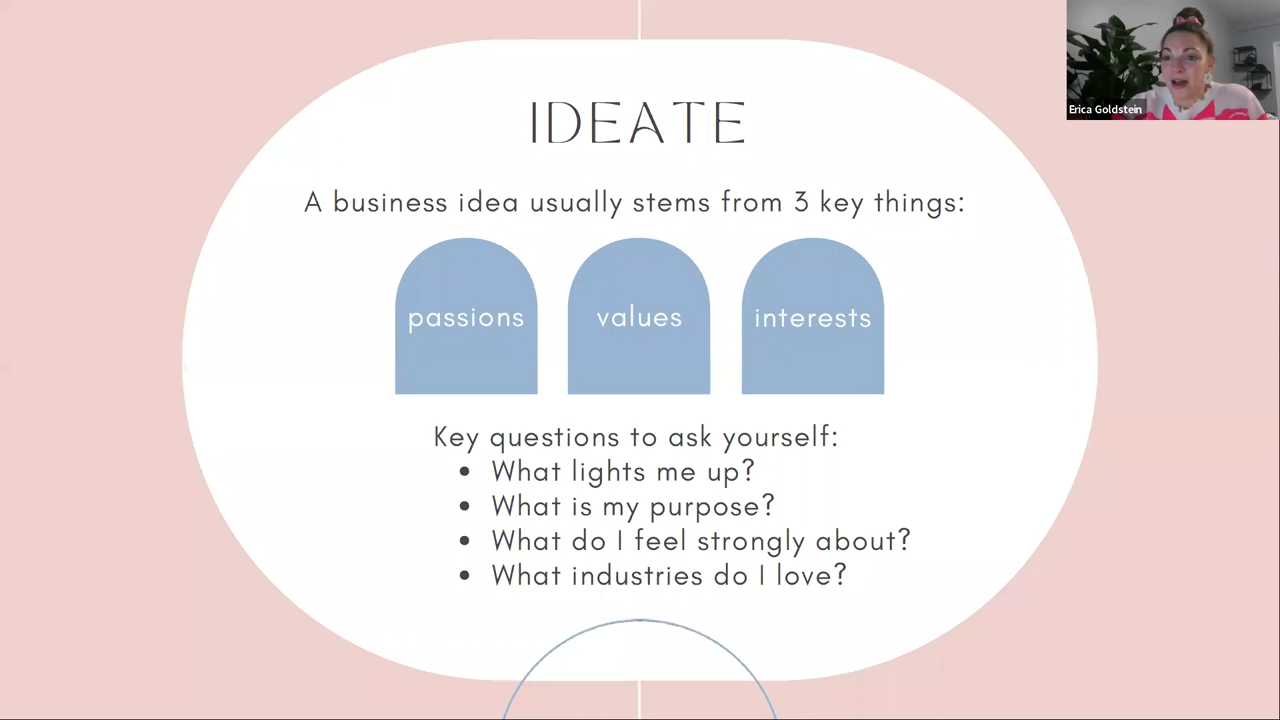 IDEATE
Erica Goldstein
A business idea usually stems from 3 key things:
passions
values
interests
Key questions to ask yourself:
• What lights me up?
• What is my purpose?
• What do I feel strongly about?
• What industries do I love?